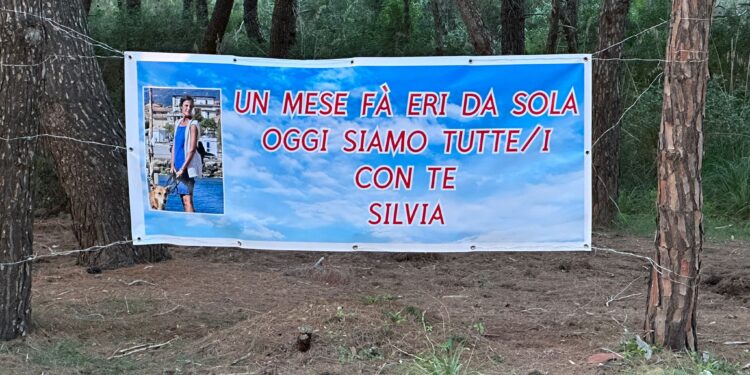 UN MESE FÀ ERI DA SOLA
OGGI SIAMO TUTTE/I
CON TE
SILVIA